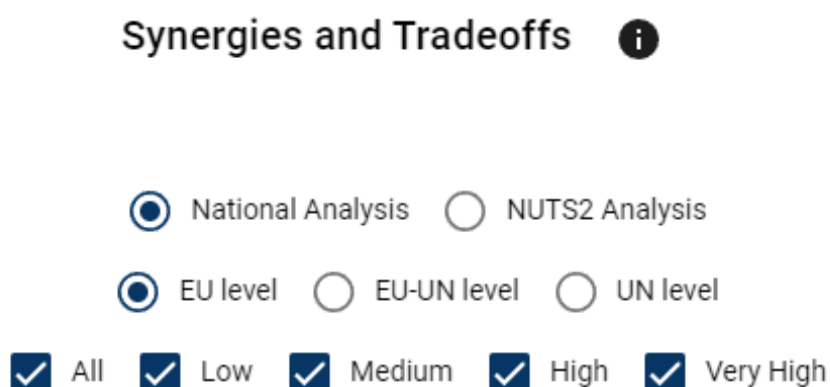 Synergies and Tradeoffs i
National Analysis NUTS2 Analysis
EU level EU-UN level UN level
All Low Medium High Very High